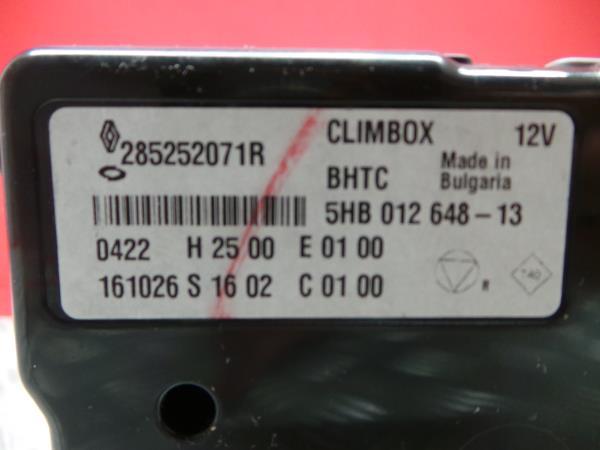 285252071R CLIMBOX 12V
BHTC Made in
Bulgaria
5HB 012 648-13
0422 H 25 00 E 01 00
161026 S 16 02 C 01 00
R